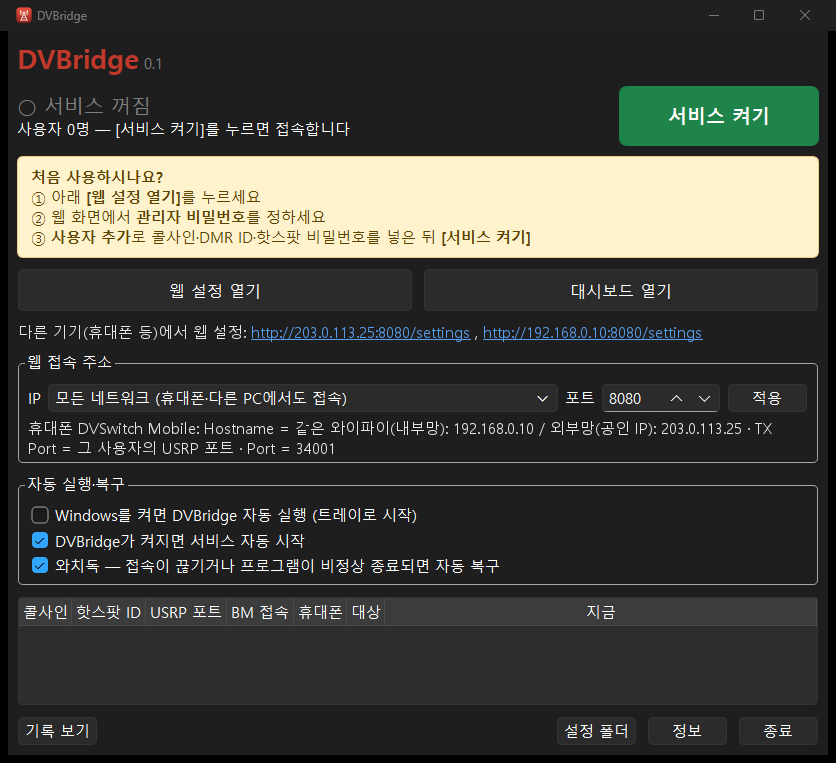 DVBridge
DVBridge 0.1
서비스 꺼짐
사용자 0명 — [서비스 켜기]를 누르면 접속합니다
서비스 켜기
처음 사용하시나요?
① 아래 [웹 설정 열기]를 누르세요
② 웹 화면에서 관리자 비밀번호를 정하세요
③ 사용자 추가로 콜사인·DMR ID·핫스팟 비밀번호를 넣은 뒤 [서비스 켜기]
웹 설정 열기
대시보드 열기
다른 기기(휴대폰 등)에서 웹 설정: http://203.0.113.25:8080/settings , http://192.168.0.10:8080/settings
웹 접속 주소
IP 모든 네트워크 (휴대폰·다른 PC에서도 접속) 포트 8080 적용
휴대폰 DVSwitch Mobile: Hostname = 같은 와이파이(내부망): 192.168.0.10 / 외부망(공인 IP): 203.0.113.25 · TX
Port = 그 사용자의 USRP 포트 · Port = 34001
자동 실행·복구
Windows를 켜면 DVBridge 자동 실행 (트레이로 시작)
DVBridge가 켜지면 서비스 자동 시작
와치독 — 접속이 끊기거나 프로그램이 비정상 종료되면 자동 복구
콜사인 핫스팟 ID USRP 포트 BM 접속 휴대폰 대상 지금
기록 보기 설정 폴더 정보 종료